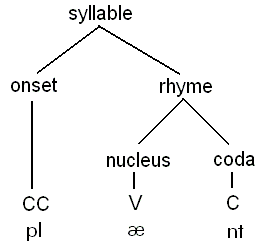 syllable
onset rhyme
nucleus coda
CC V C
pl æ nt